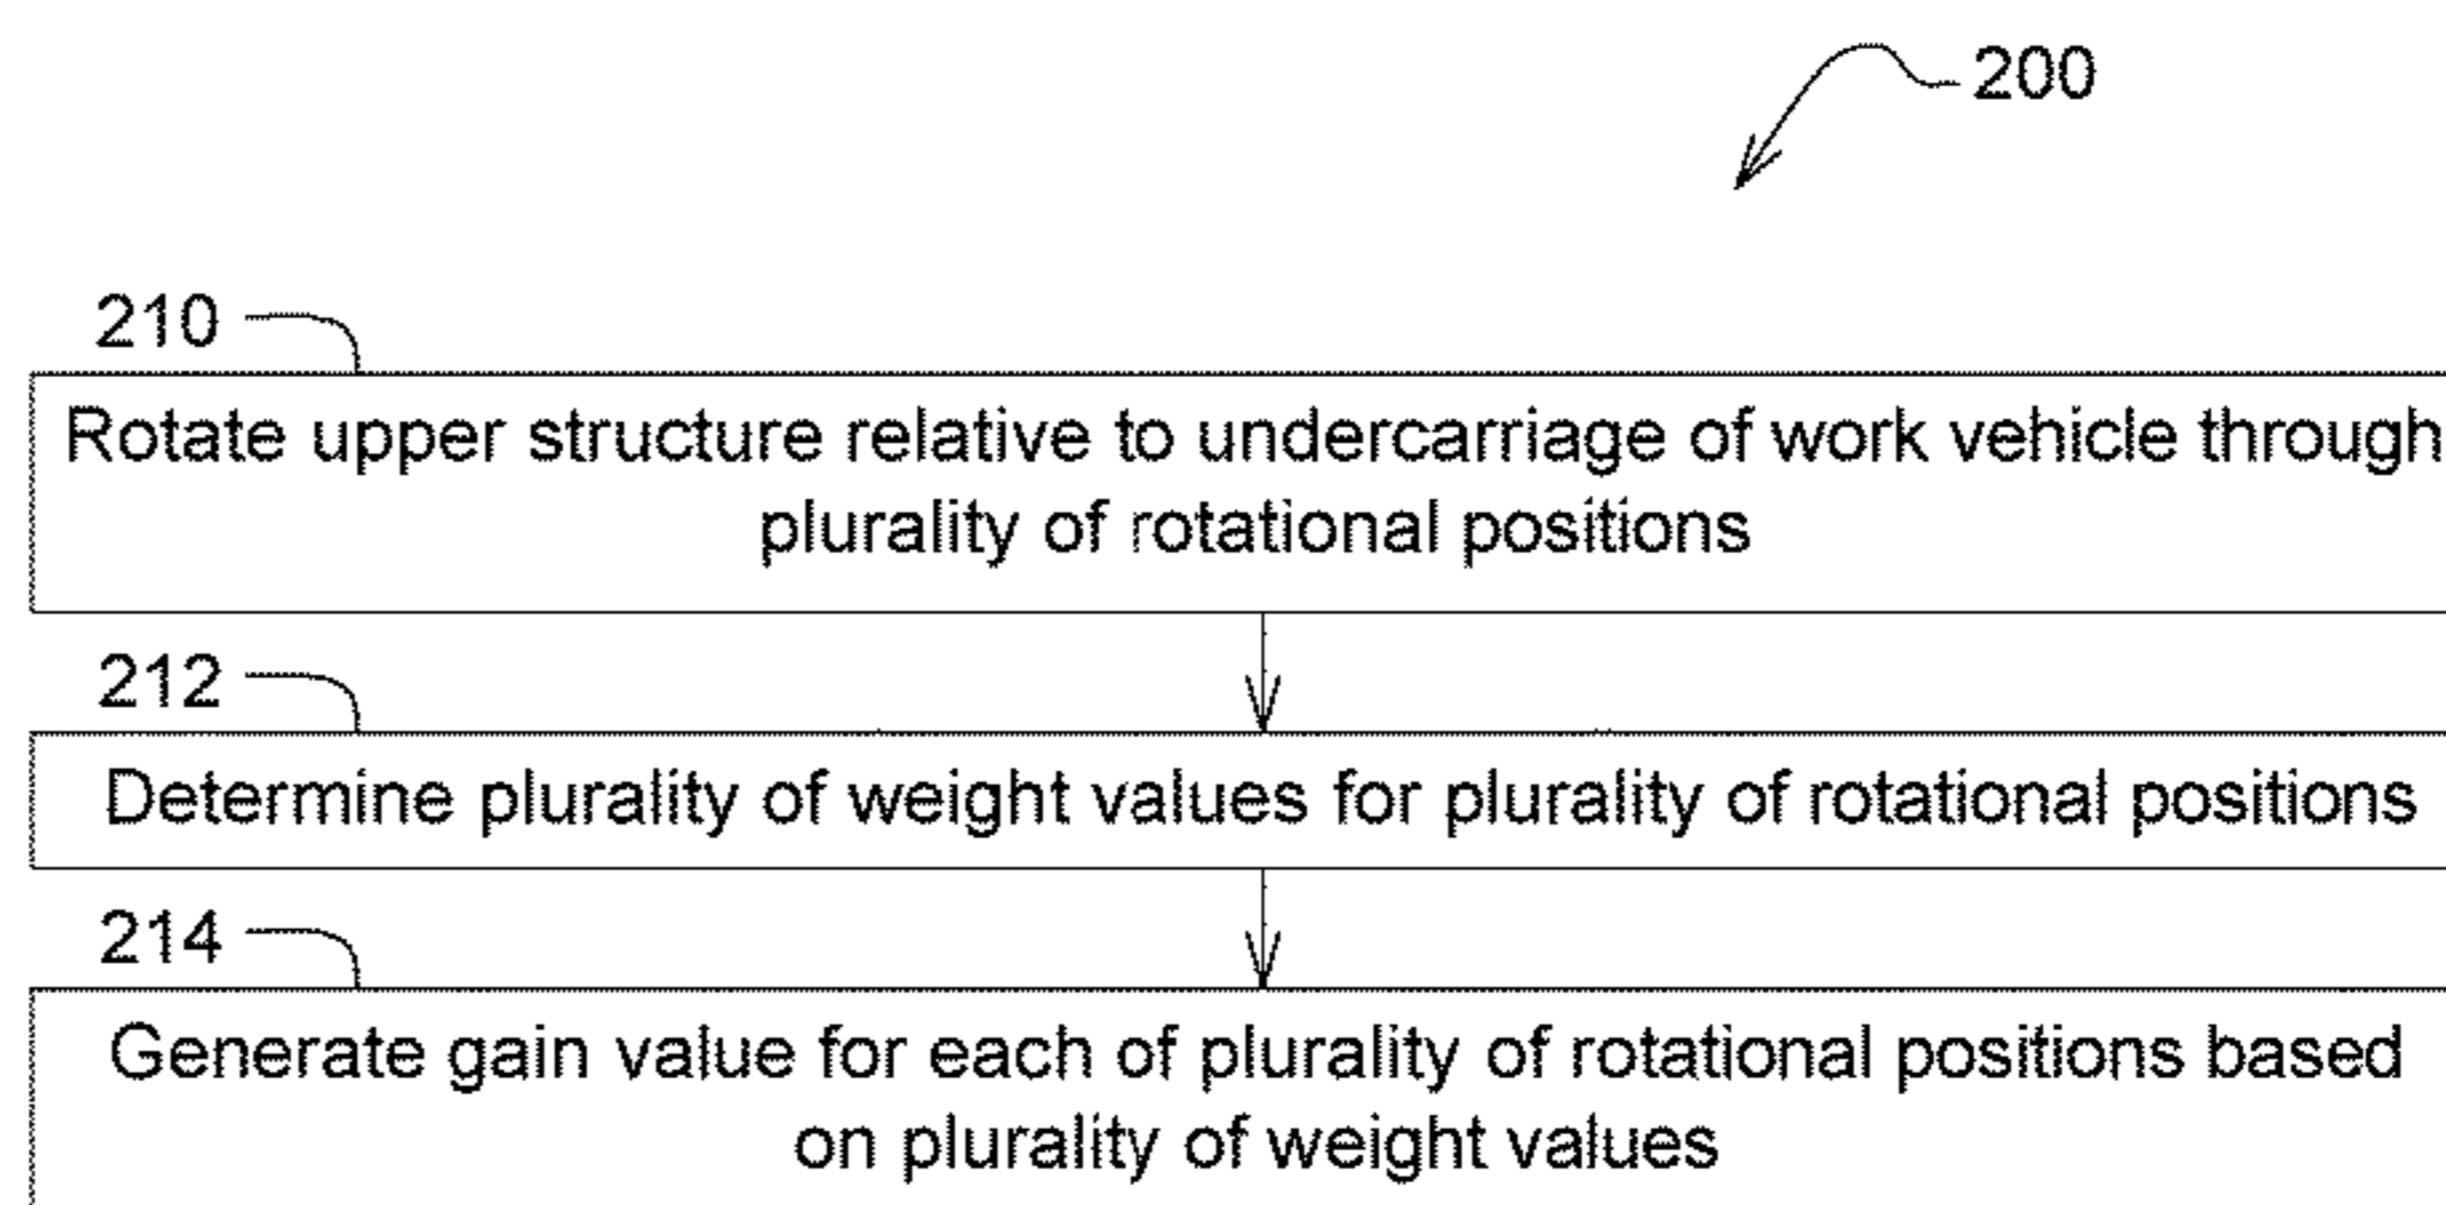 200
210
Rotate upper structure relative to undercarriage of work vehicle through
plurality of rotational positions
212
Determine plurality of weight values for plurality of rotational positions
214
Generate gain value for each of plurality of rotational positions based
on plurality of weight values